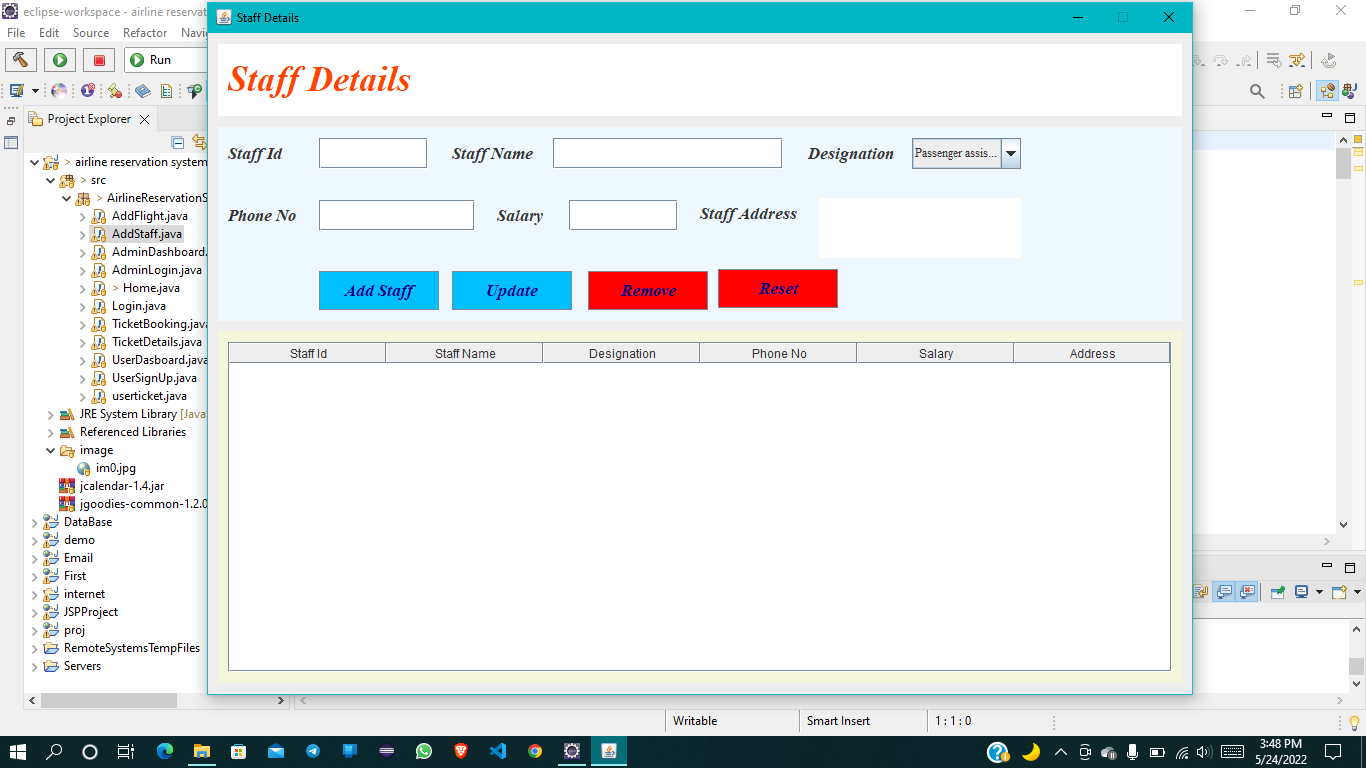 eclipse-workspace - airline reservat
Staff Details
File Edit Source Refactor Navi
Run
Staff Details
Project Explorer
> airline reservation system
> src
> AirlineReservationS
AddFlight.java
AddStaff.java
AdminDashboard.
AdminLogin.java
> Home.java
Login.java
TicketBooking.java
TicketDetails.java
UserDasboard.java
UserSignUp.java
userticket.java
JRE System Library [Java
Referenced Libraries
image
im0.jpg
jcalendar-1.4.jar
jgoodies-common-1.2.0
DataBase
demo
Email
First
internet
JSPProject
proj
RemoteSystemsTempFiles
Servers
Staff Id Staff Name Designation Passenger assis...
Phone No Salary Staff Address
Add Staff Update Remove Reset
Staff Id Staff Name Designation Phone No Salary Address
Writable Smart Insert 1 : 1 : 0
3:48 PM
5/24/2022